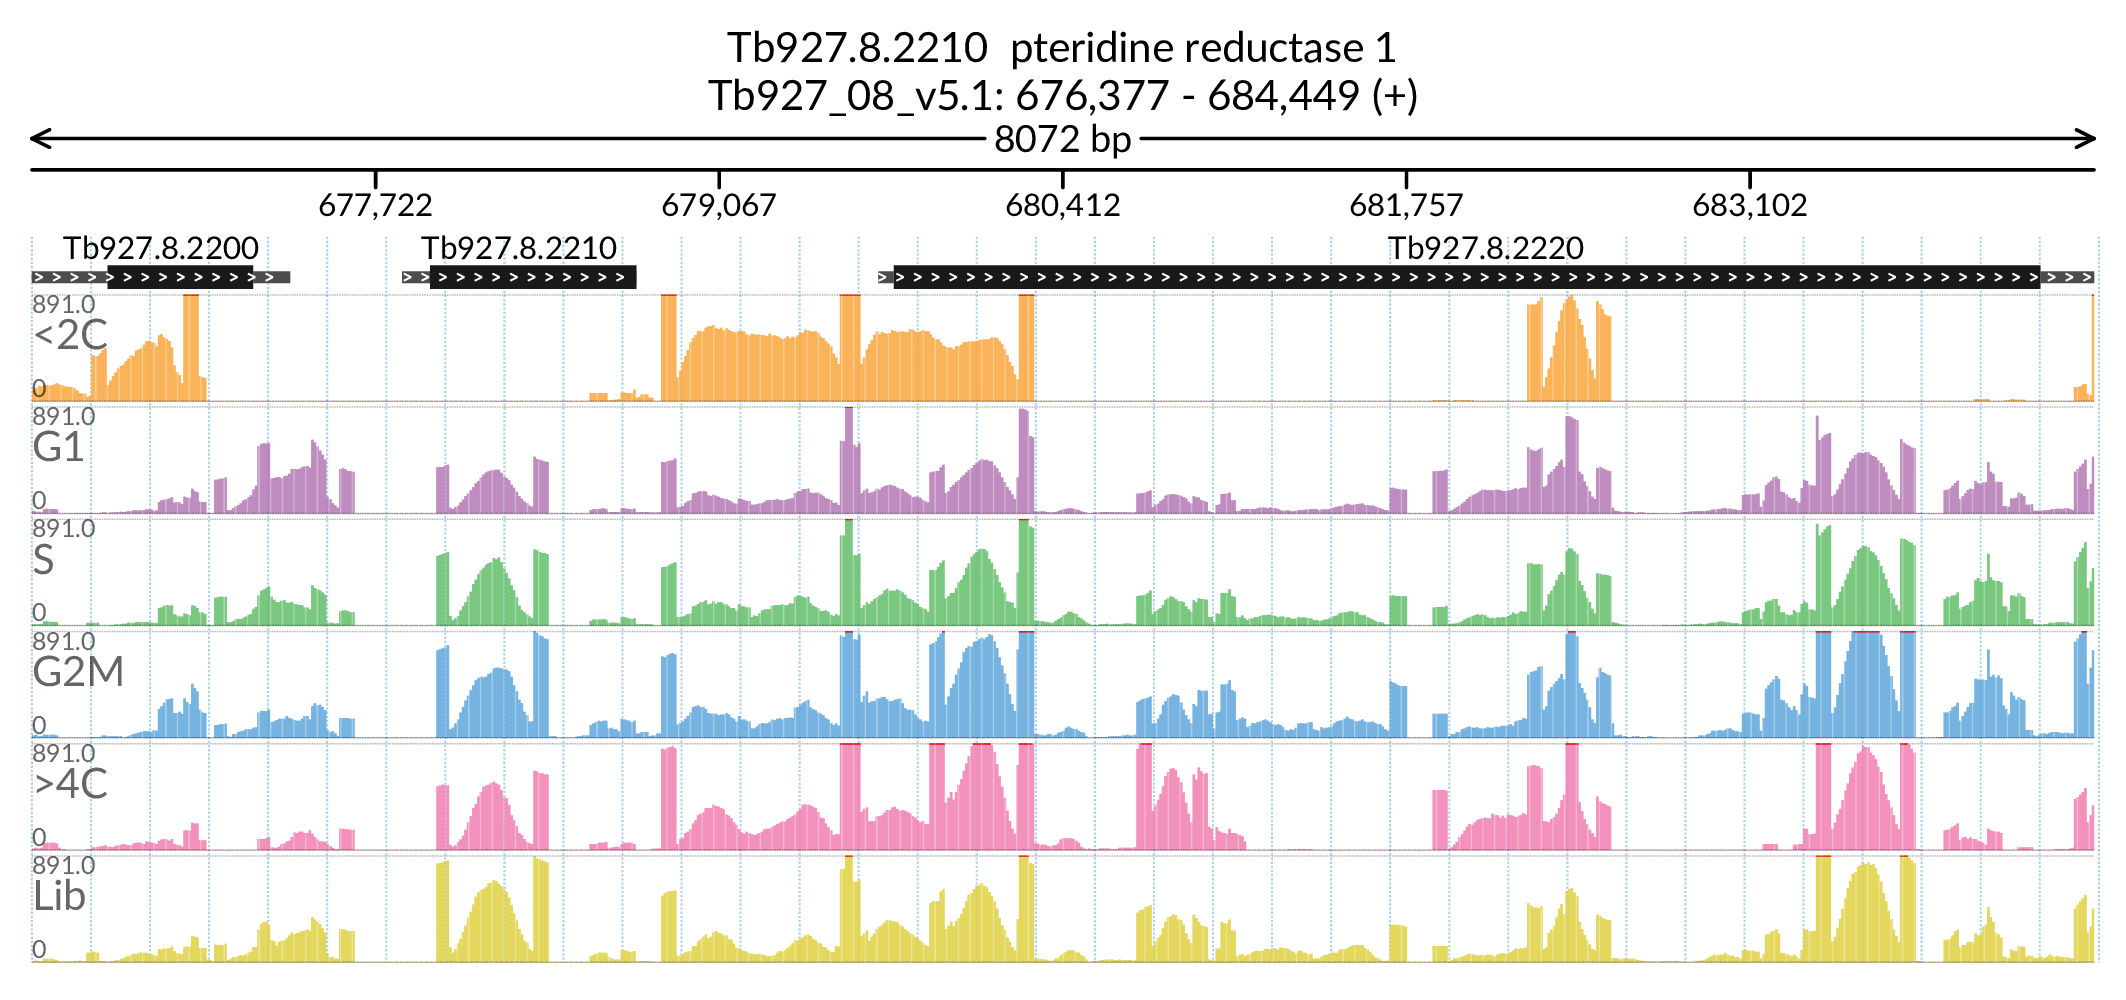 Tb927.8.2210 pteridine reductase 1
Tb927_08_v5.1: 676,377 - 684,449 (+)
8072 bp
677,722 679,067 680,412 681,757 683,102
Tb927.8.2200 Tb927.8.2210 Tb927.8.2220
891.0
<2C
0
891.0
G1
0
891.0
S
0
891.0
G2M
0
891.0
>4C
0
891.0
Lib
0